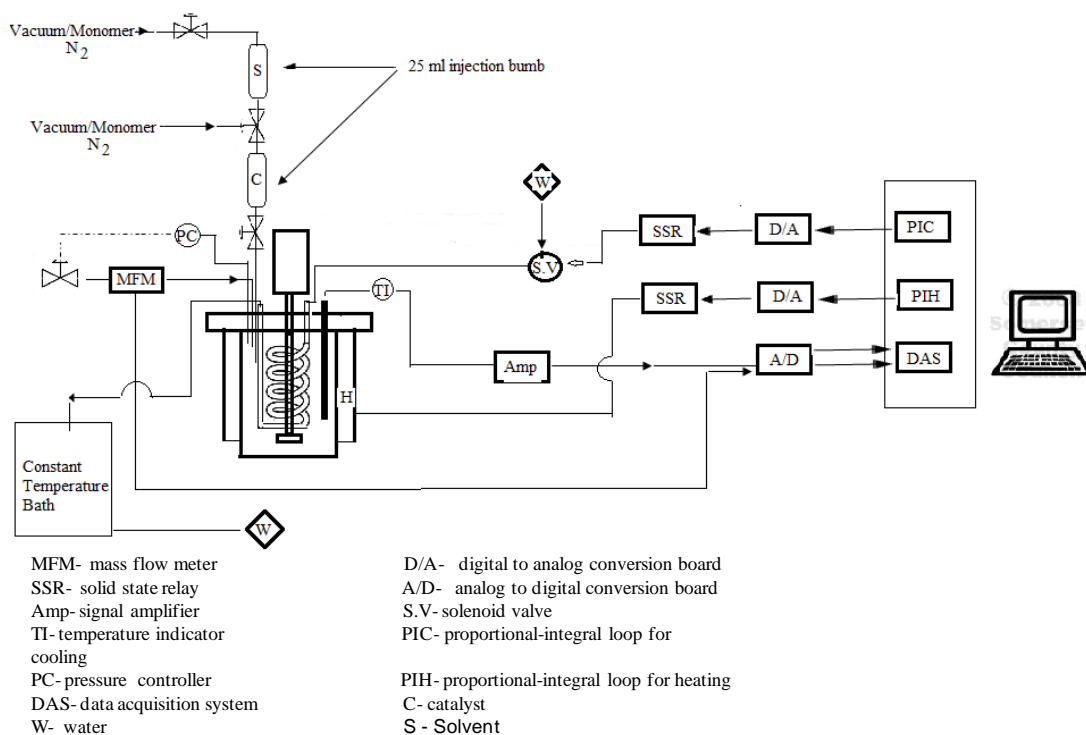 Vacuum/Monomer
N2
S
25 ml injection bumb
Vacuum/Monomer
N2
C
W
PC
SSR
D/A
PIC
S.V
MFM
TI
SSR
D/A
PIH
Amp
A/D
DAS
H
Constant
Temperature
Bath
W
MFM- mass flow meter
D/A- digital to analog conversion board
SSR- solid state relay
A/D- analog to digital conversion board
Amp- signal amplifier
S.V- solenoid valve
TI- temperature indicator
PIC- proportional-integral loop for
cooling
PC- pressure controller
PIH- proportional-integral loop for heating
DAS- data acquisition system
C- catalyst
W- water
S - Solvent